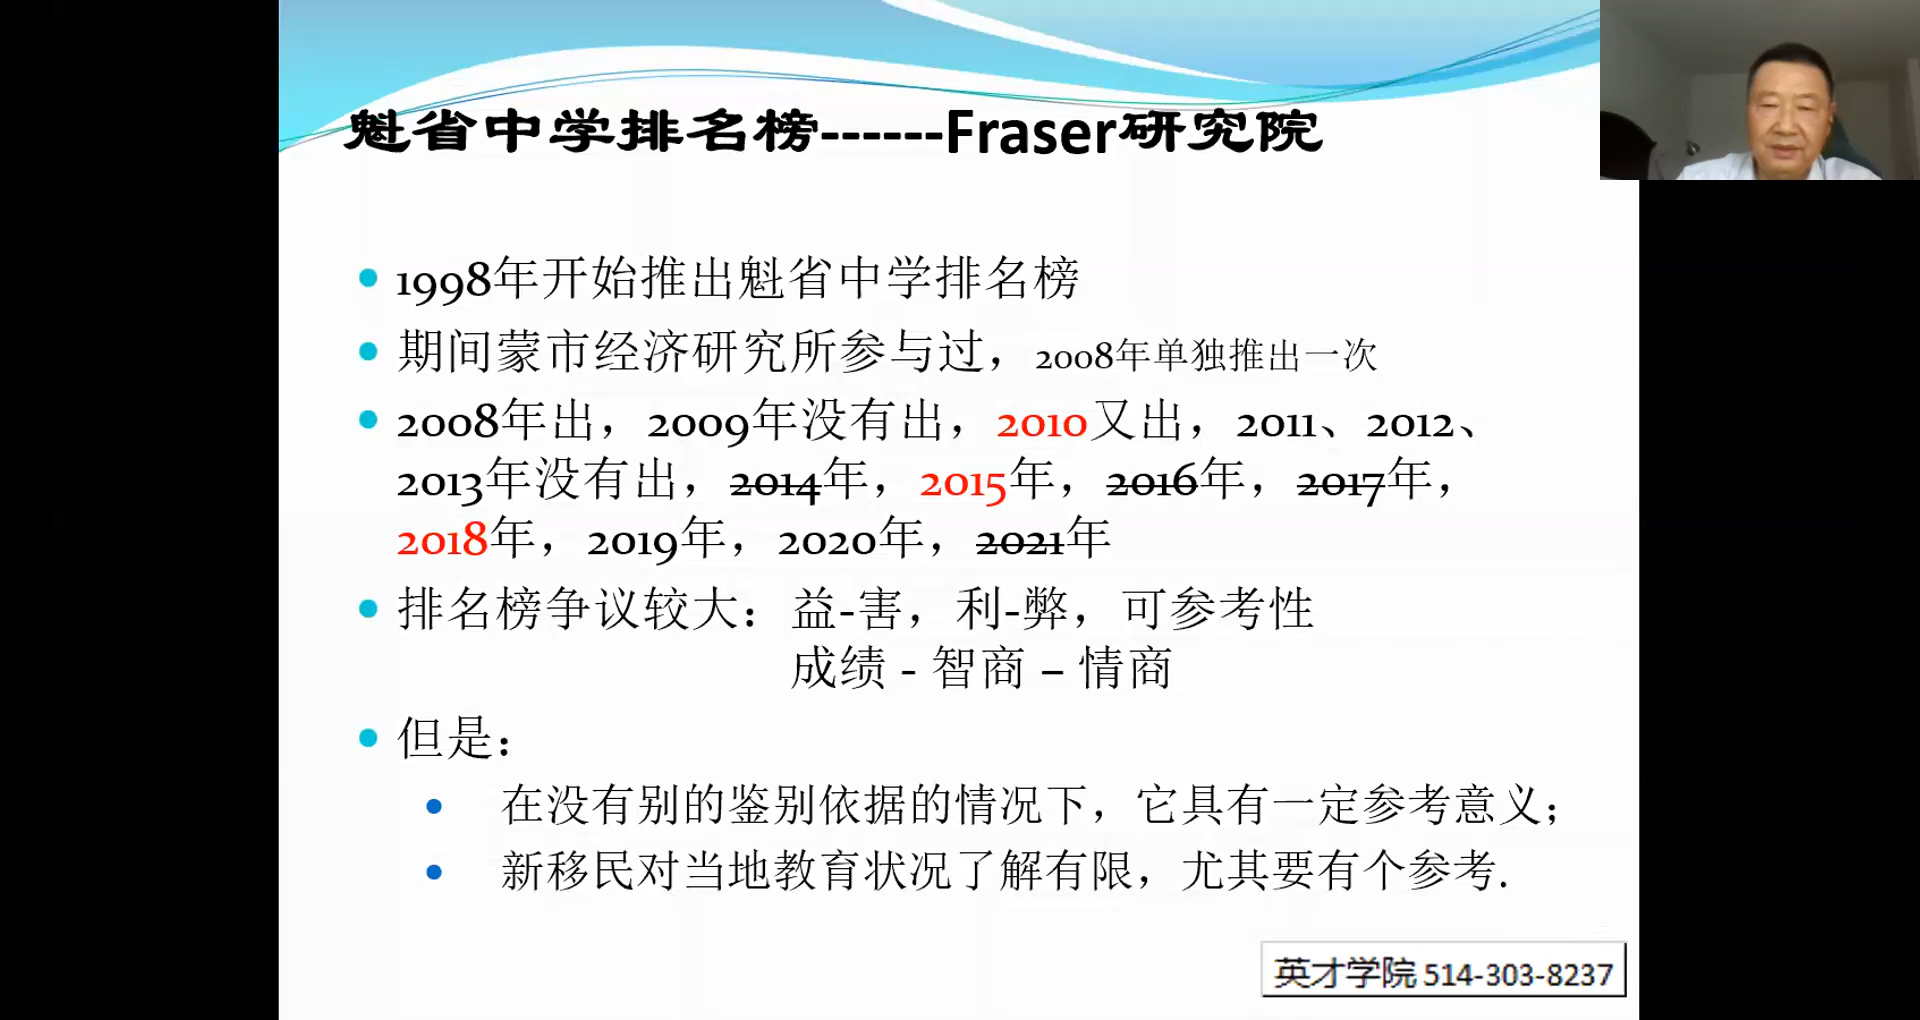 魁省中学排名榜------Fraser研究院
1998年开始推出魁省中学排名榜
期间蒙市经济研究所参与过，2008年单独推出一次
2008年出，2009年没有出，2010又出，2011、2012、
2013年没有出，2014年，2015年，2016年，2017年，
2018年，2019年，2020年，2021年
排名榜争议较大：益-害，利-弊，可参考性
成绩 - 智商 – 情商
但是：
在没有别的鉴别依据的情况下，它具有一定参考意义；
新移民对当地教育状况了解有限，尤其要有个参考.
英才学院 514-303-8237